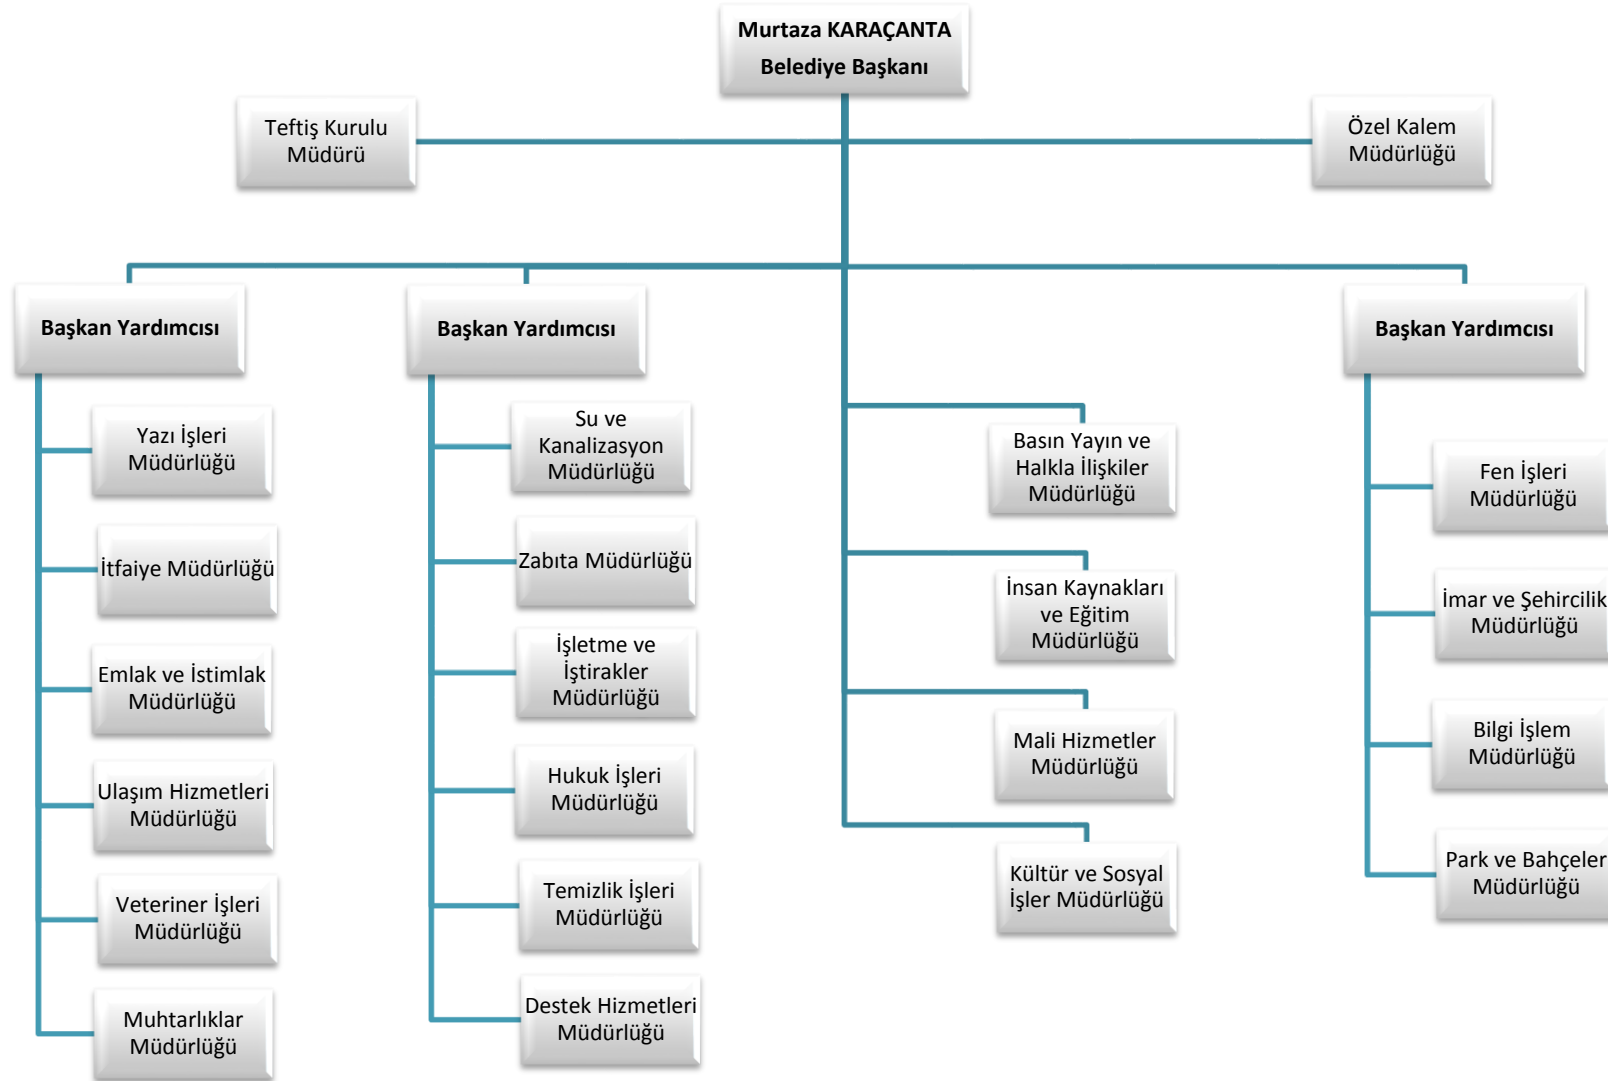 Murtaza KARAÇANTA
Belediye Başkanı
Teftiş Kurulu
Müdürü
Özel Kalem
Müdürlüğü
Başkan Yardımcısı
Yazı İşleri
Müdürlüğü
İtfaiye Müdürlüğü
Emlak ve İstimlak
Müdürlüğü
Ulaşım Hizmetleri
Müdürlüğü
Veteriner İşleri
Müdürlüğü
Muhtarlıklar
Müdürlüğü
Başkan Yardımcısı
Su ve
Kanalizasyon
Müdürlüğü
Zabıta Müdürlüğü
İşletme ve
İştirakler
Müdürlüğü
Hukuk İşleri
Müdürlüğü
Temizlik İşleri
Müdürlüğü
Destek Hizmetleri
Müdürlüğü
Basın Yayın ve
Halkla İlişkiler
Müdürlüğü
İnsan Kaynakları
ve Eğitim
Müdürlüğü
Mali Hizmetler
Müdürlüğü
Kültür ve Sosyal
İşler Müdürlüğü
Başkan Yardımcısı
Fen İşleri
Müdürlüğü
İmar ve Şehircilik
Müdürlüğü
Bilgi İşlem
Müdürlüğü
Park ve Bahçeler
Müdürlüğü